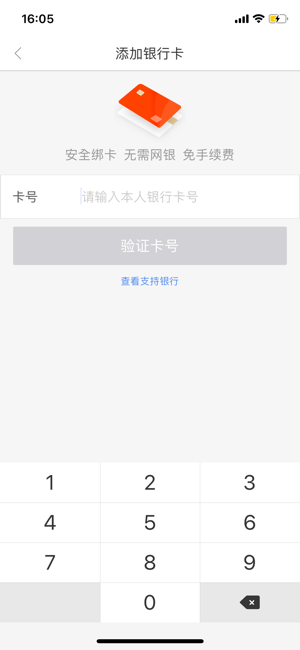 16:05
添加银行卡
安全绑卡 无需网银 免手续费
卡号 请输入本人银行卡号
验证卡号
查看支持银行
1 2 3
4 5 6
7 8 9
0